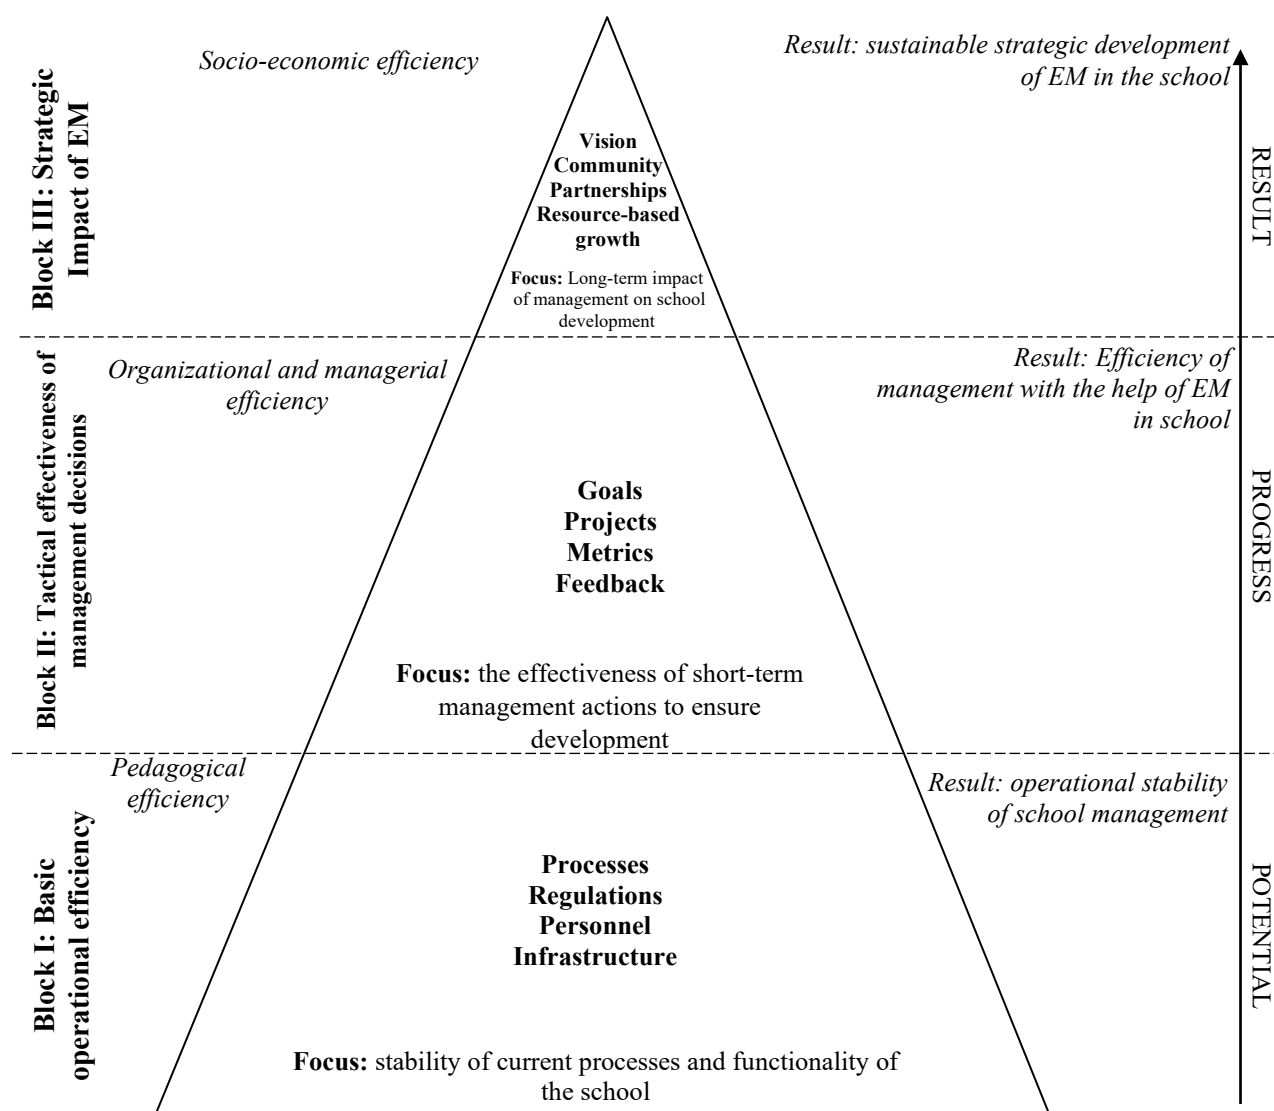 Socio-economic efficiency
Result: sustainable strategic development
of EM in the school
Block III: Strategic
Impact of EM
Vision
Community
Partnerships
Resource-based
growth
Focus: Long-term impact
of management on school
development
RESULT
Organizational and managerial
efficiency
Result: Efficiency of
management with the help of EM
in school
Block II: Tactical effectiveness of
management decisions
Goals
Projects
Metrics
Feedback
Focus: the effectiveness of short-term
management actions to ensure
development
PROGRESS
Pedagogical
efficiency
Result: operational stability
of school management
Block I: Basic
operational efficiency
Processes
Regulations
Personnel
Infrastructure
Focus: stability of current processes and functionality of
the school
POTENTIAL